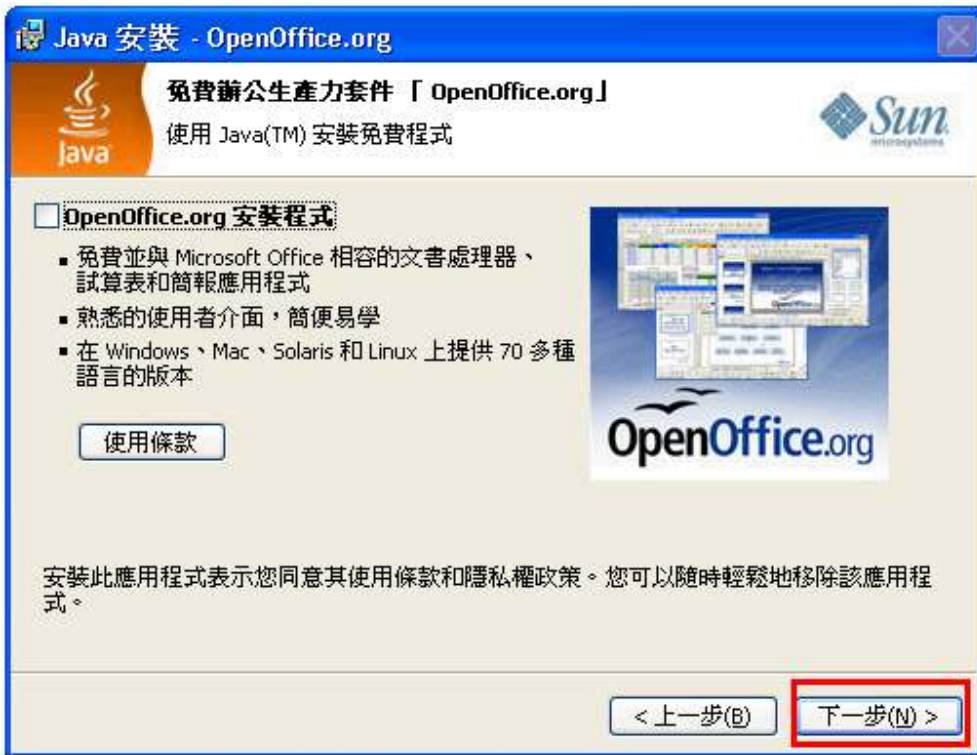 Java 安裝 - OpenOffice.org
Java
免費辦公生產力套件「 OpenOffice.org」
使用 Java(TM) 安裝免費程式
Sun
microsystems
OpenOffice.org 安裝程式
▪ 免費並與 Microsoft Office 相容的文書處理器、
試算表和簡報應用程式
▪ 熟悉的使用者介面，簡便易學
▪ 在 Windows、Mac、Solaris 和 Linux 上提供 70 多種
語言的版本
使用條款
OpenOffice.org
安裝此應用程式表示您同意其使用條款和隱私權政策。您可以隨時輕鬆地移除該應用程
式。
< 上一步(B)
下一步(N) >